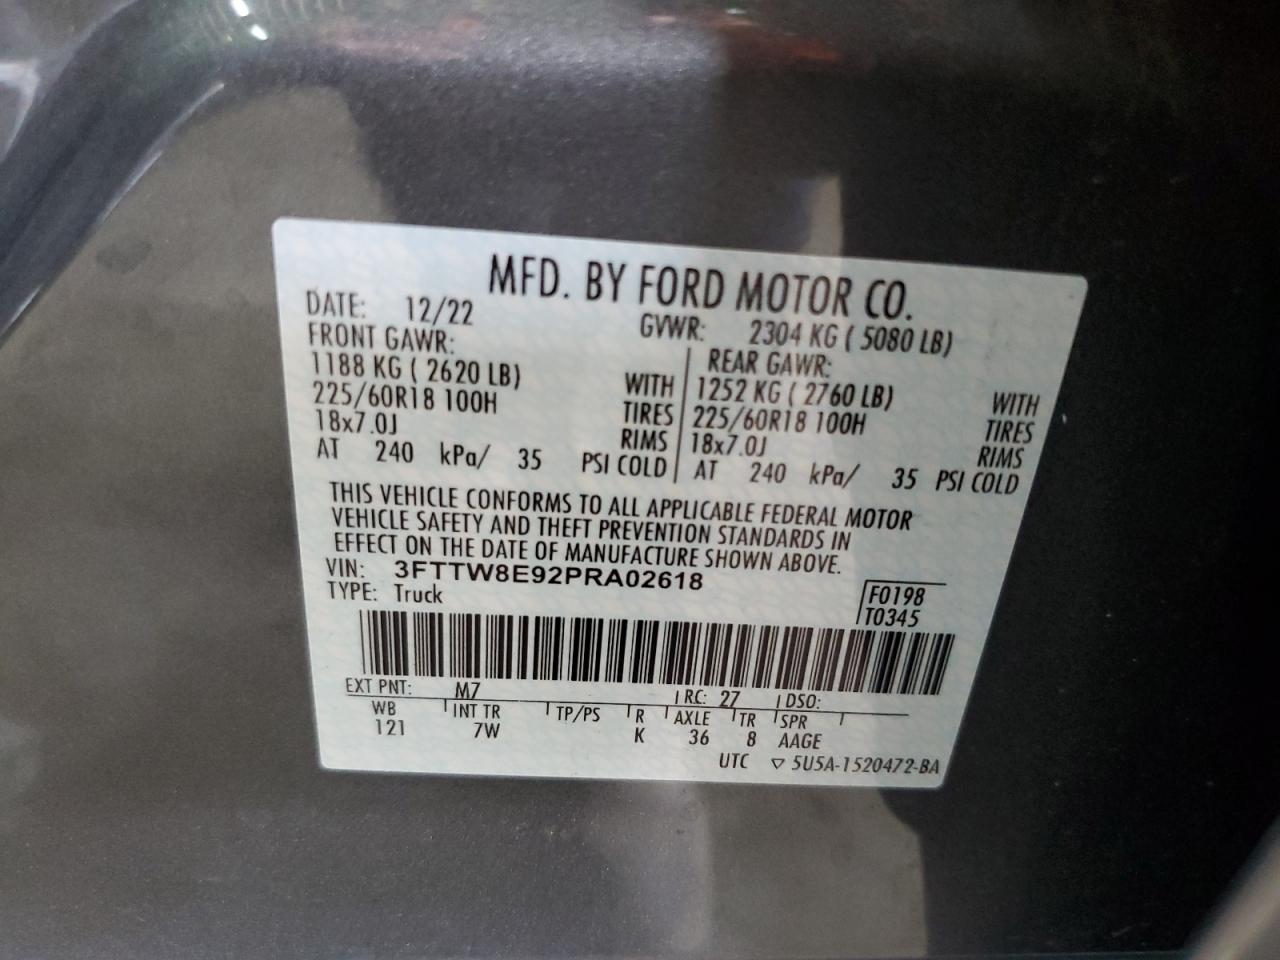 MFD. BY FORD MOTOR CO.
DATE: 12/22 GVWR: 2304 KG ( 5080 LB)
FRONT GAWR: REAR GAWR:
1188 KG ( 2620 LB) WITH 1252 KG ( 2760 LB) WITH
225/60R18 100H TIRES 225/60R18 100H TIRES
18x7.0J RIMS 18x7.0J RIMS
AT 240 kPa/ 35 PSI COLD AT 240 kPa/ 35 PSI COLD
THIS VEHICLE CONFORMS TO ALL APPLICABLE FEDERAL MOTOR
VEHICLE SAFETY AND THEFT PREVENTION STANDARDS IN
EFFECT ON THE DATE OF MANUFACTURE SHOWN ABOVE.
VIN: 3FTTW8E92PRA02618
TYPE: Truck
F0198
T0345
EXT PNT: M7 RC: 27 DSO:
WB INT TR TP/PS R AXLE TR SPR
121 7W K 36 8 AAGE
UTC ▽ 5U5A-1520472-BA